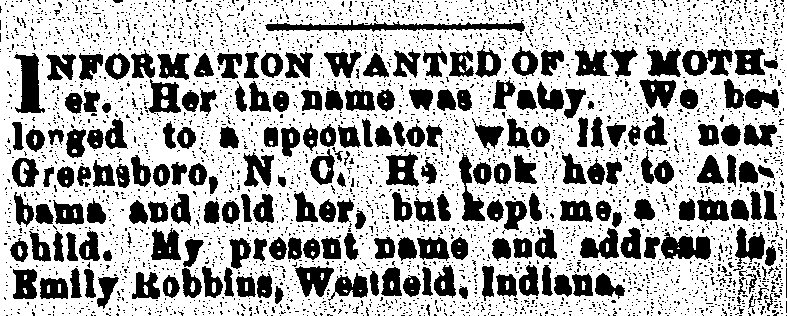 INFORMATION WANTED OF MY MOTH-
er. Her the name was Patsy. We be-
longed to a speculator who lived near
Greensboro, N. C. He took her to Ala-
bama and sold her, but kept me, a small
child. My present name and address is,
Emily Robbins, Westfield, Indiana.